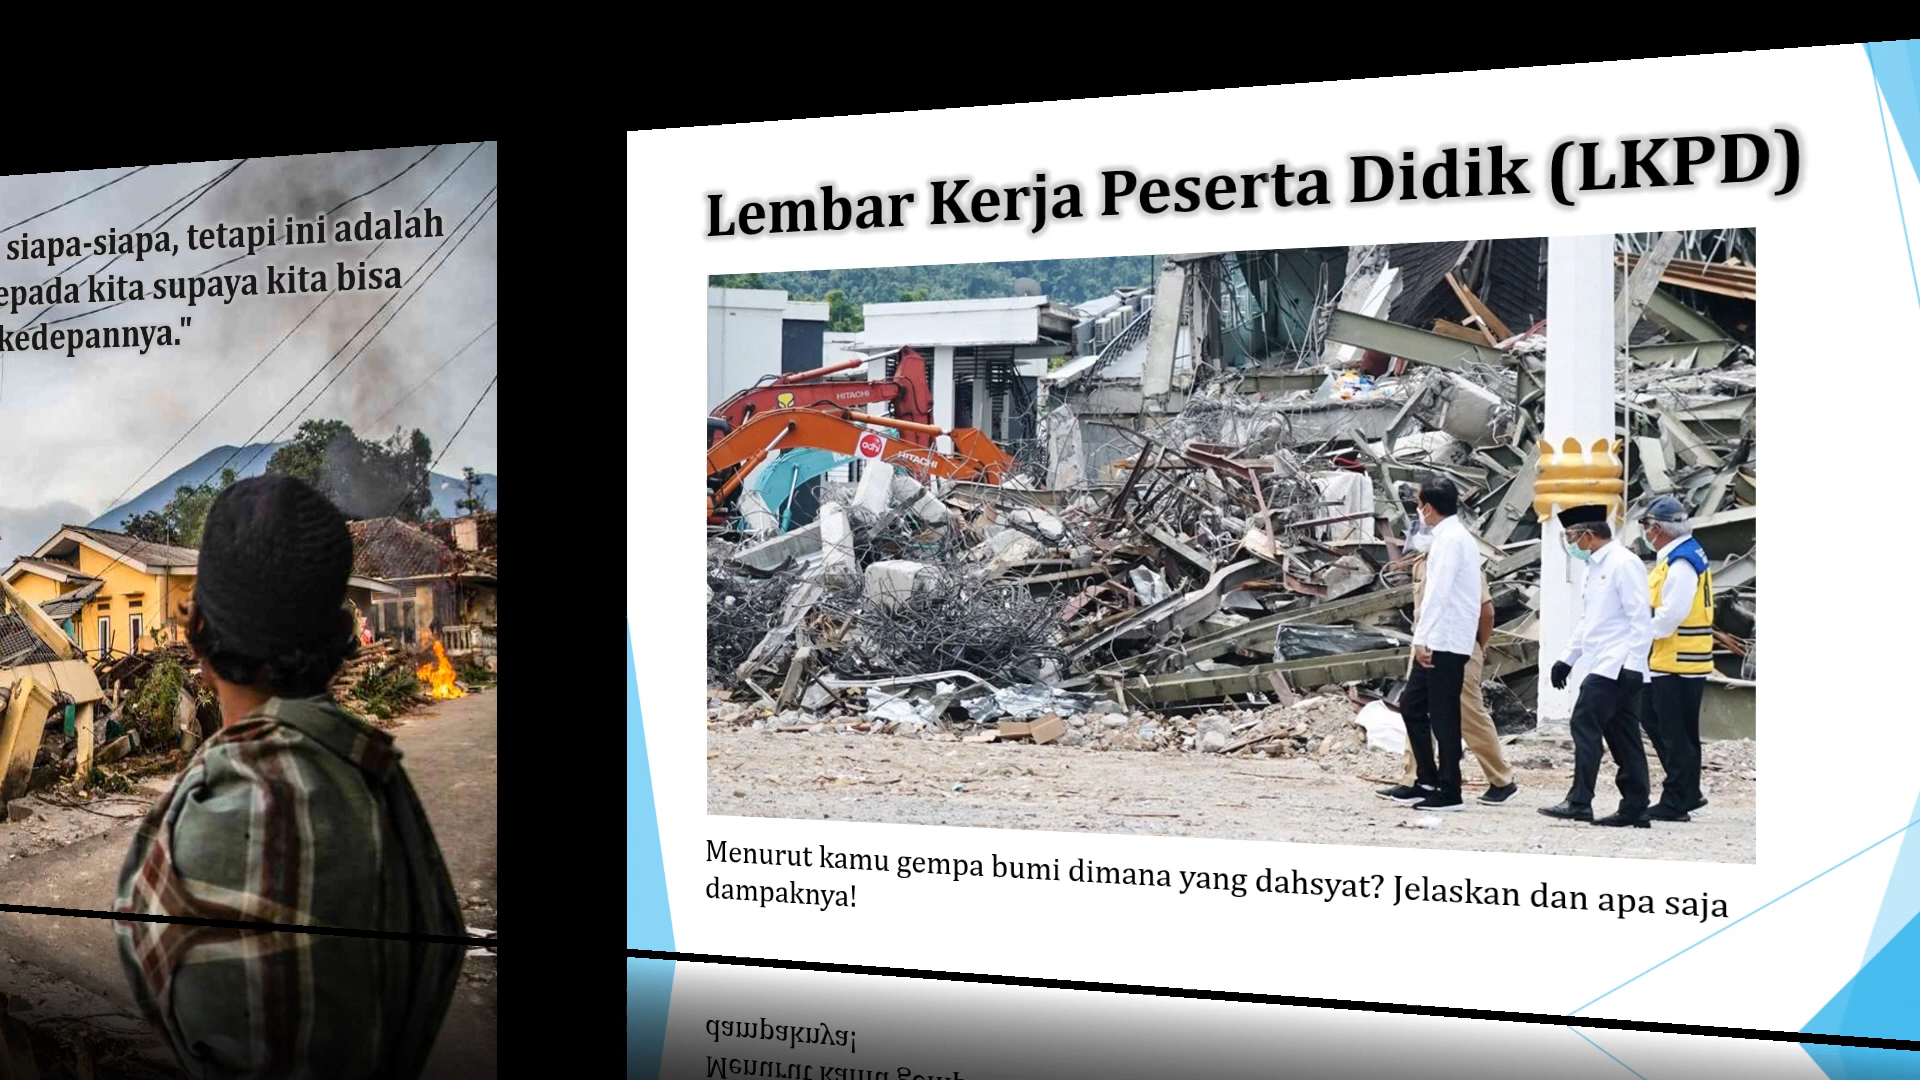 siapa-siapa, tetapi ini adalah
epada kita supaya kita bisa
kedepannya."
Lembar Kerja Peserta Didik (LKPD)
HITACHI
adhi
HITACHI
Menurut kamu gempa bumi dimana yang dahsyat? Jelaskan dan apa saja
dampaknya!